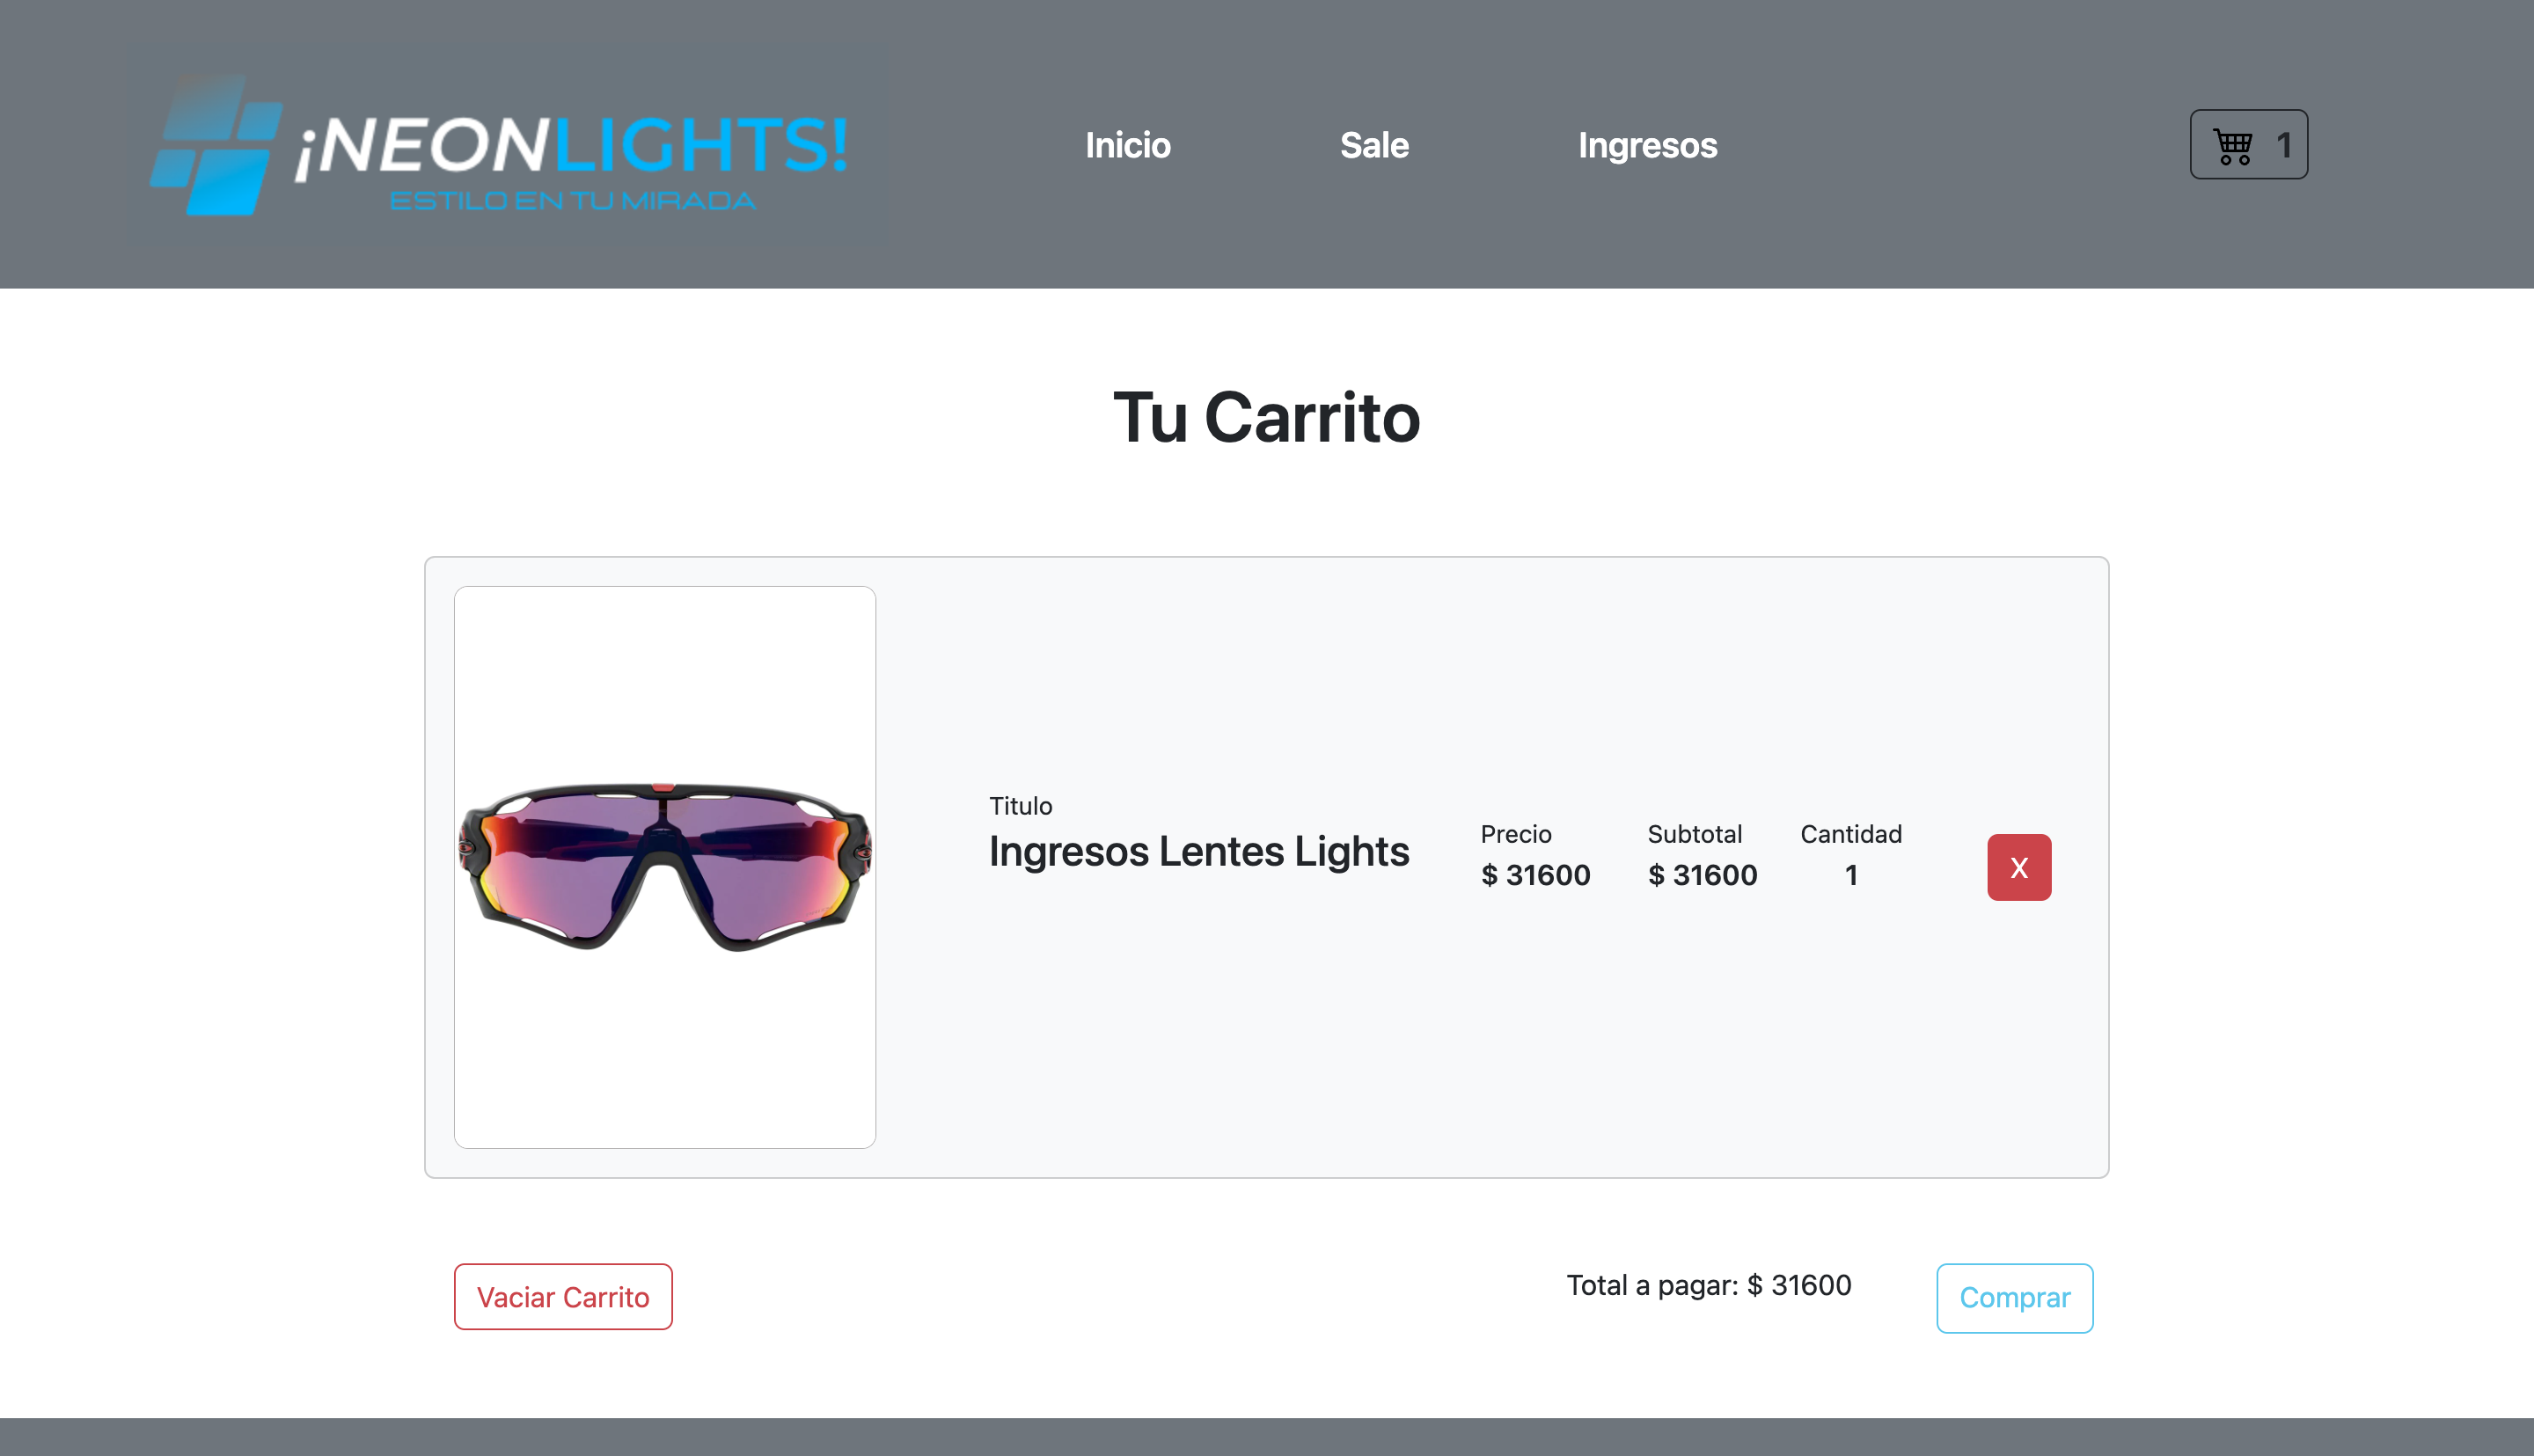 ¡NEONLIGHTS!
ESTILO EN TU MIRADA
Inicio
Sale
Ingresos
1
Tu Carrito
Titulo
Ingresos Lentes Lights
Precio
$ 31600
Subtotal
$ 31600
Cantidad
1
X
Vaciar Carrito
Total a pagar: $ 31600
Comprar